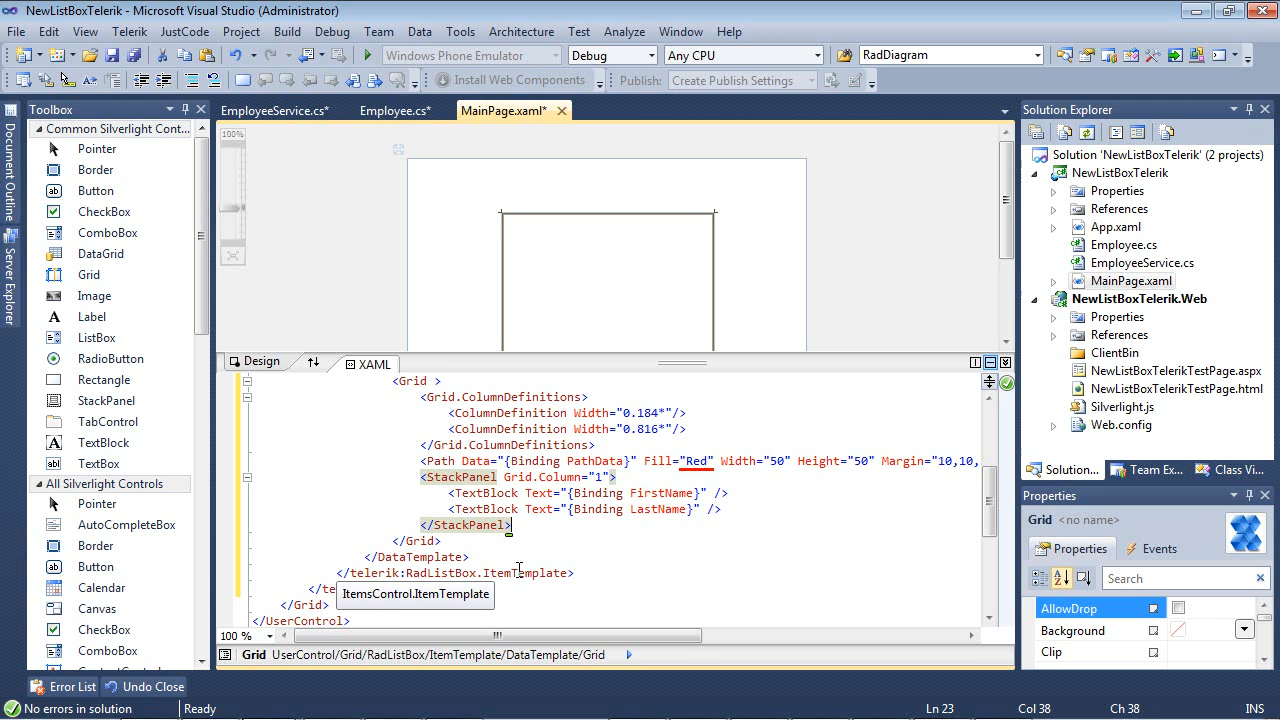 NewListBoxTelerik - Microsoft Visual Studio (Administrator)
File Edit View Telerik JustCode Project Build Debug Team Data Tools Architecture Test Analyze Window Help
Windows Phone Emulator Debug Any CPU RadDiagram
Install Web Components Publish: Create Publish Settings
Toolbox
Common Silverlight Cont...
Pointer
Border
Button
CheckBox
ComboBox
DataGrid
Grid
Image
Label
ListBox
RadioButton
Rectangle
StackPanel
TabControl
TextBlock
TextBox
All Silverlight Controls
Pointer
AutoCompleteBox
Border
Button
Calendar
Canvas
CheckBox
ComboBox
Document Outline
Server Explorer
EmployeeService.cs* Employee.cs* MainPage.xaml*
100%
Design XAML
<Grid >
<Grid.ColumnDefinitions>
<ColumnDefinition Width="0.184*"/>
<ColumnDefinition Width="0.816*"/>
</Grid.ColumnDefinitions>
<Path Data="{Binding PathData}" Fill="Red" Width="50" Height="50" Margin="10,10,
<StackPanel Grid.Column="1">
<TextBlock Text="{Binding FirstName}" />
<TextBlock Text="{Binding LastName}" />
</StackPanel>
</Grid>
</DataTemplate>
</telerik:RadListBox.ItemTemplate>
</te
ItemsControl.ItemTemplate
</Grid>
</UserControl>
100 %
Grid UserControl/Grid/RadListBox/ItemTemplate/DataTemplate/Grid
Solution Explorer
Solution 'NewListBoxTelerik' (2 projects)
NewListBoxTelerik
Properties
References
App.xaml
Employee.cs
EmployeeService.cs
MainPage.xaml
NewListBoxTelerik.Web
Properties
References
ClientBin
NewListBoxTelerikTestPage.aspx
NewListBoxTelerikTestPage.html
Silverlight.js
Web.config
Solution... Team Ex... Class Vi...
Properties
Grid <no name>
Properties Events
Search
AllowDrop
Background
Clip
Error List Undo Close
No errors in solution Ready Ln 23 Col 38 Ch 38 INS